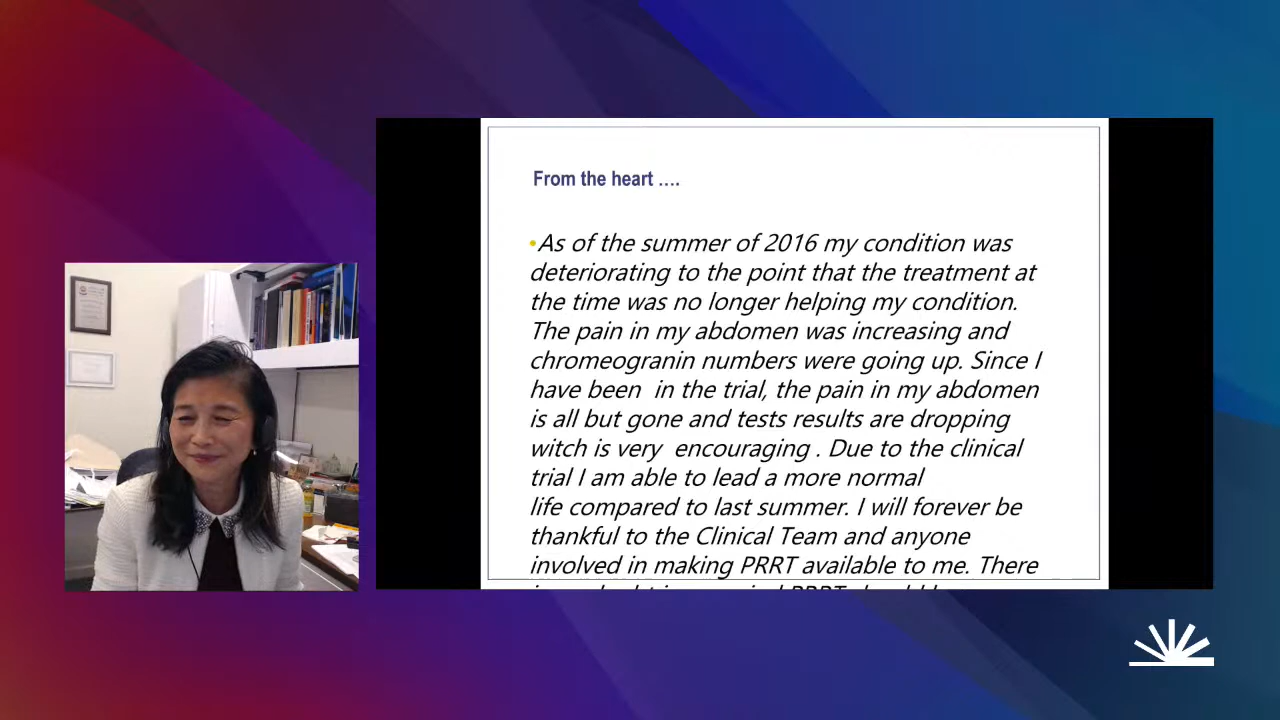 From the heart ....
•As of the summer of 2016 my condition was
deteriorating to the point that the treatment at
the time was no longer helping my condition.
The pain in my abdomen was increasing and
chromeogranin numbers were going up. Since I
have been  in the trial, the pain in my abdomen
is all but gone and tests results are dropping
witch is very  encouraging . Due to the clinical
trial I am able to lead a more normal
life compared to last summer. I will forever be
thankful to the Clinical Team and anyone
involved in making PRRT available to me. There